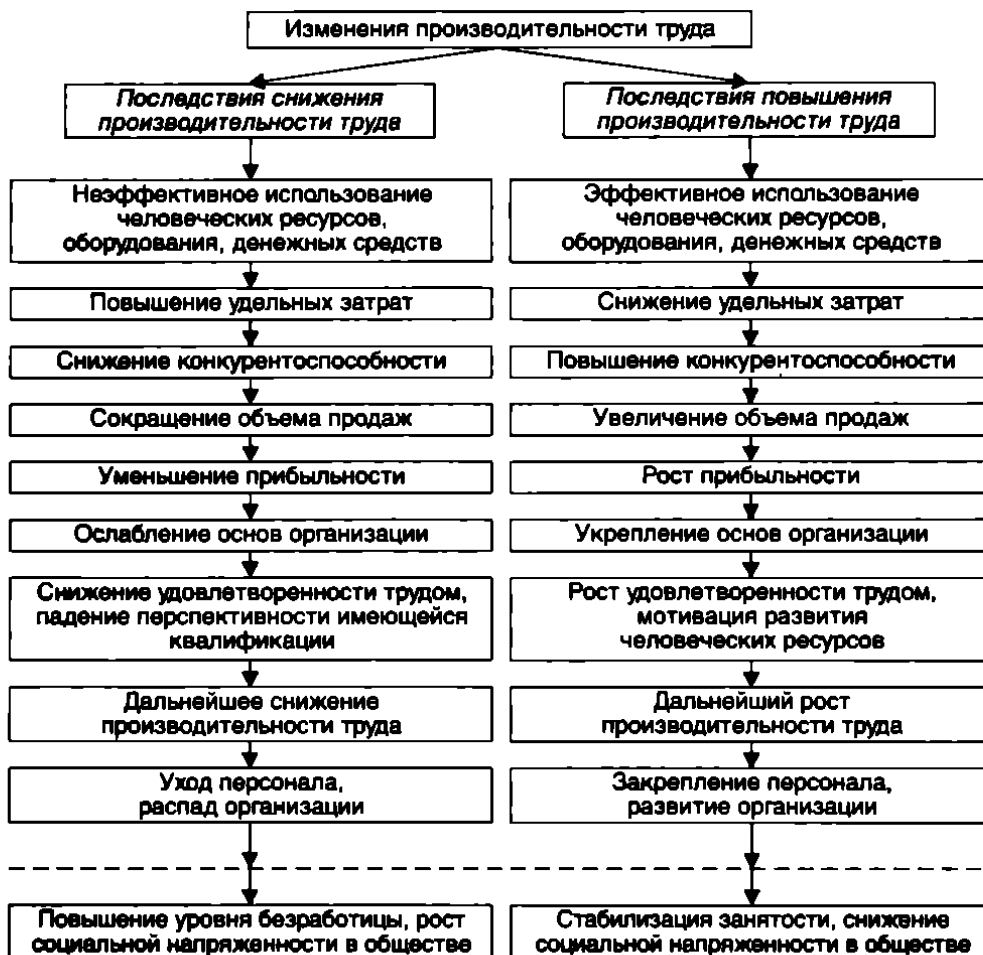 Изменения производительности труда
Последствия снижения
производительности труда
Неэффективное использование
человеческих ресурсов,
оборудования, денежных средств
Повышение удельных затрат
Снижение конкурентоспособности
Сокращение объема продаж
Уменьшение прибыльности
Ослабление основ организации
Снижение удовлетворенности трудом,
падение перспективности имеющейся
квалификации
Дальнейшее снижение
производительности труда
Уход персонала,
распад организации
Повышение уровня безработицы, рост
социальной напряженности в обществе
Последствия повышения
производительности труда
Эффективное использование
человеческих ресурсов,
оборудования, денежных средств
Снижение удельных затрат
Повышение конкурентоспособности
Увеличение объема продаж
Рост прибыльности
Укрепление основ организации
Рост удовлетворенности трудом,
мотивация развития
человеческих ресурсов
Дальнейший рост
производительности труда
Закрепление персонала,
развитие организации
Стабилизация занятости, снижение
социальной напряженности в обществе